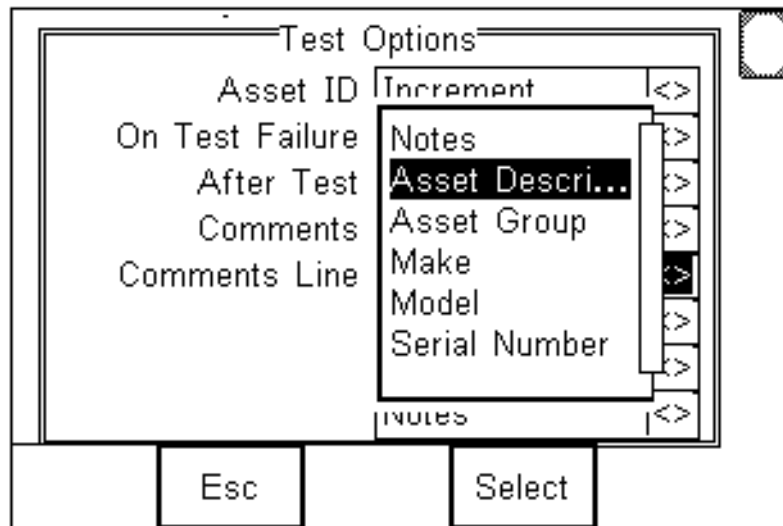 Test Options
Asset ID Increment <>
On Test Failure <>
After Test <>
Comments <>
Comments Line <>
Notes
Asset Descri...
Asset Group
Make
Model
Serial Number
<>
<>
Notes <>
Esc Select